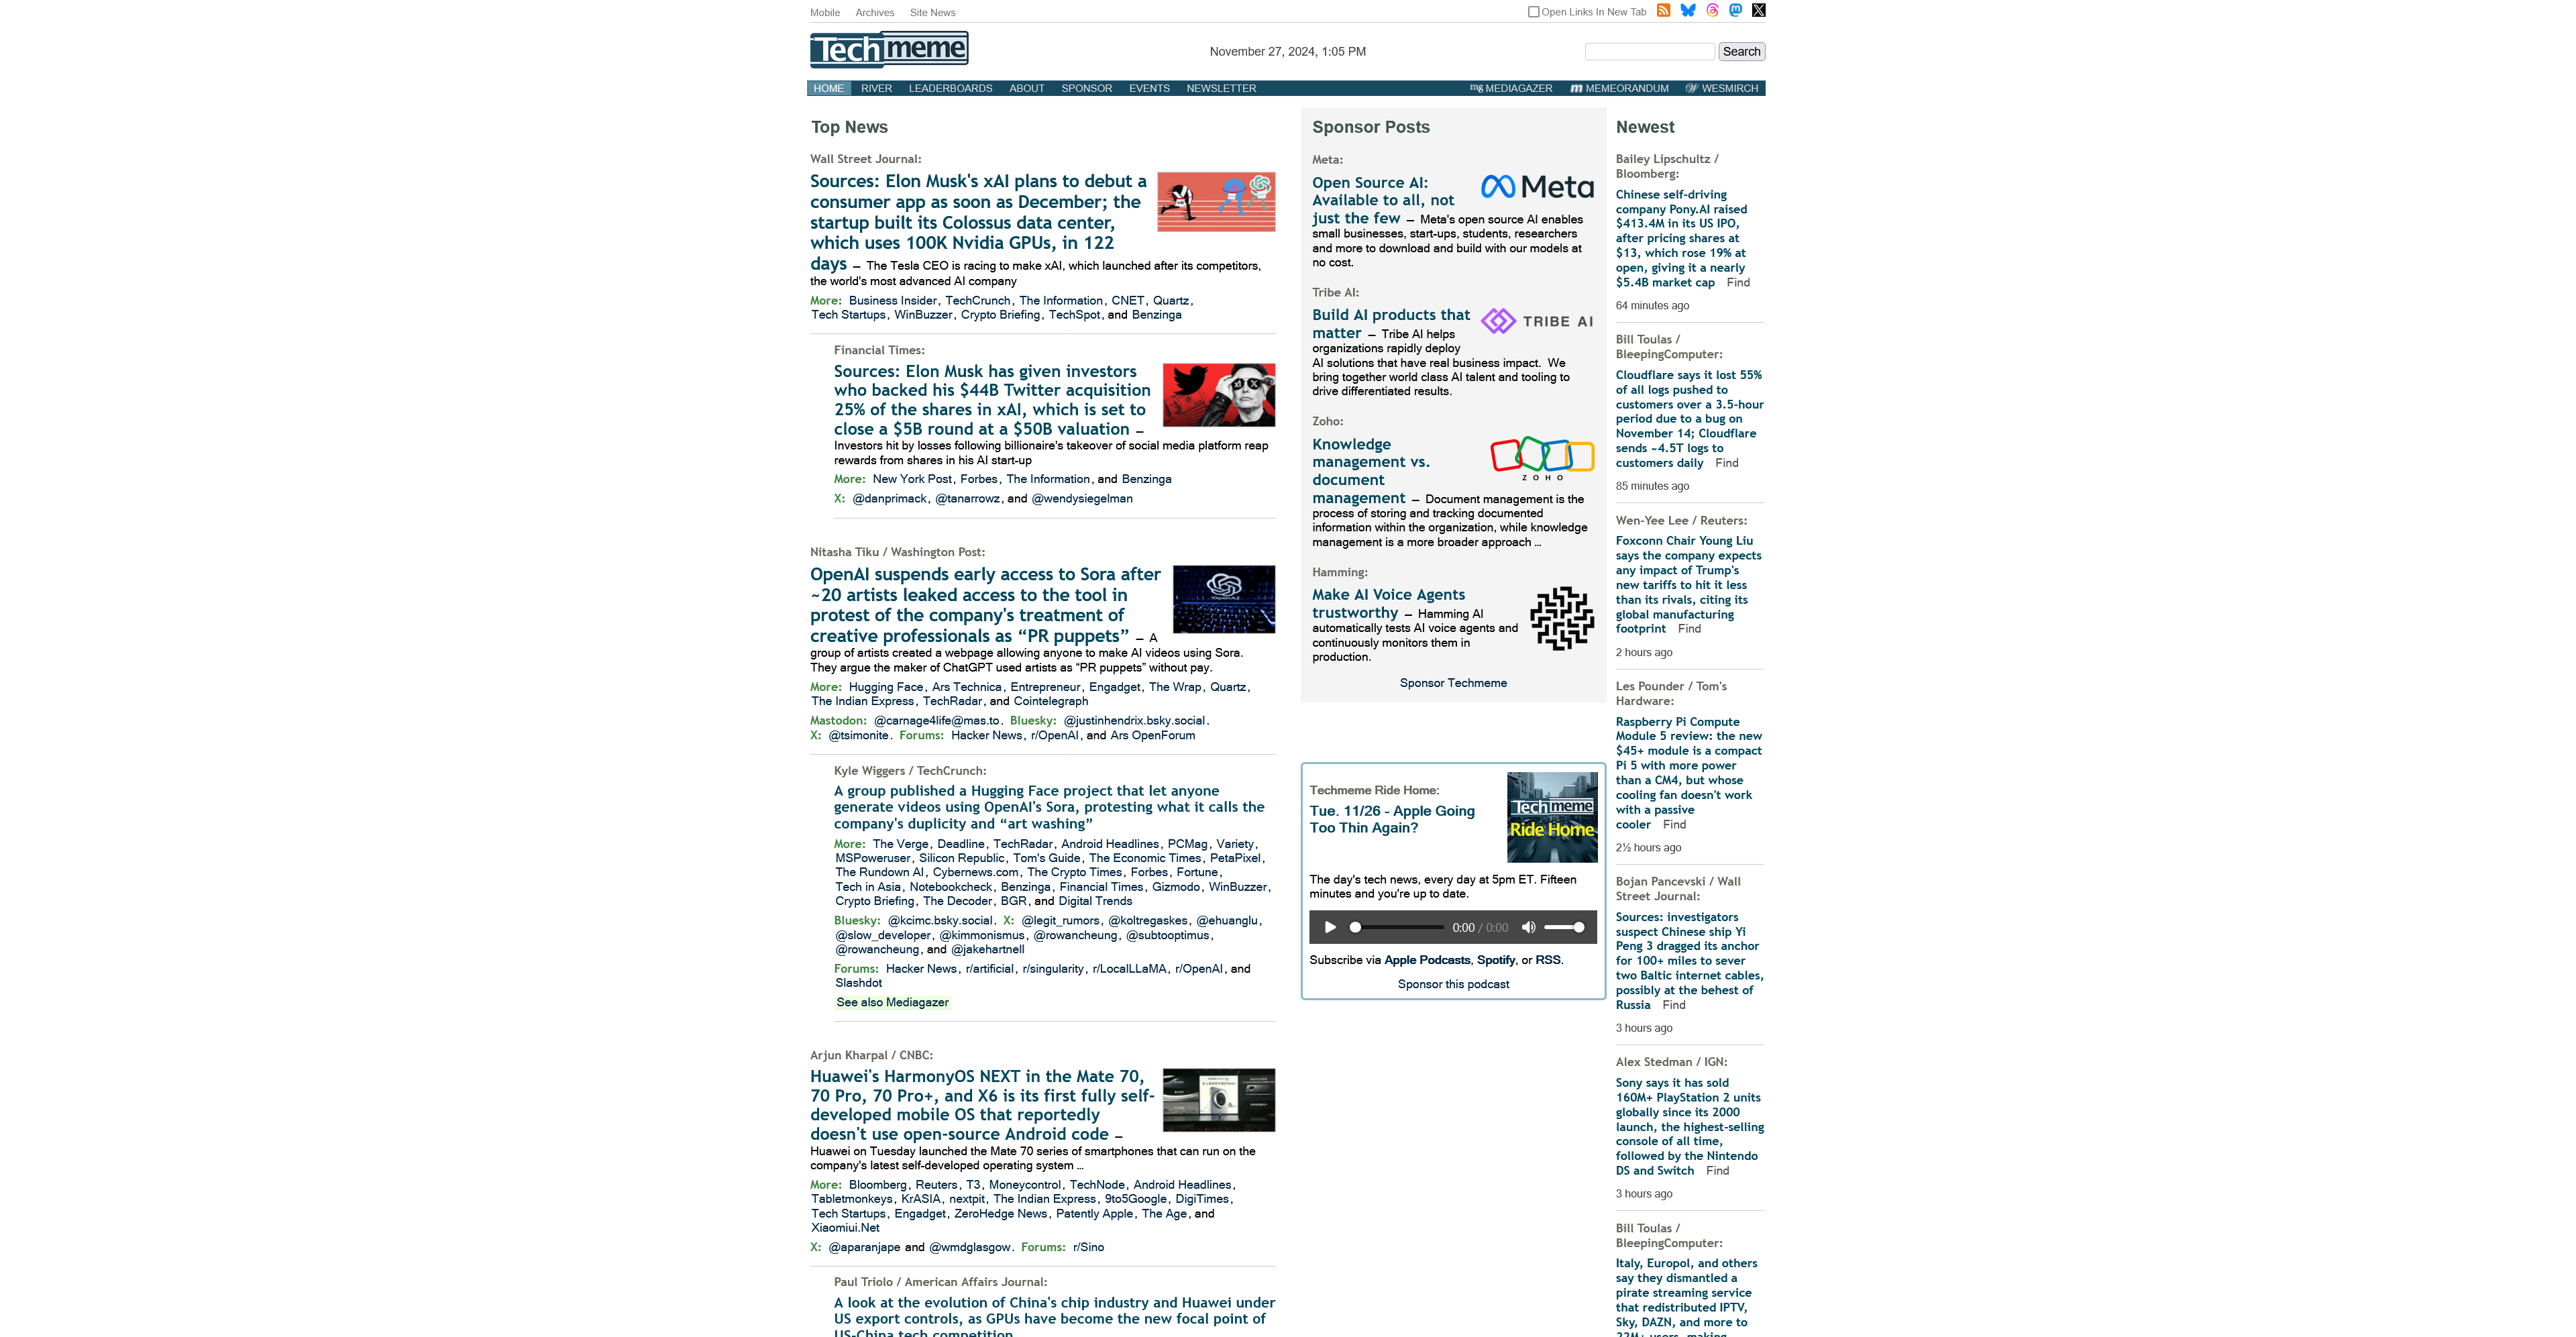 Mobile Archives Site News
Open Links In New Tab
Techmeme
November 27, 2024, 1:05 PM
Search
HOME RIVER LEADERBOARDS ABOUT SPONSOR EVENTS NEWSLETTER
mg MEDIAGAZER m MEMEORANDUM W WESMIRCH
Top News
Wall Street Journal:
Sources: Elon Musk's xAI plans to debut a
consumer app as soon as December; the
startup built its Colossus data center,
which uses 100K Nvidia GPUs, in 122
days — The Tesla CEO is racing to make xAI, which launched after its competitors,
the world's most advanced AI company
More: Business Insider, TechCrunch, The Information, CNET, Quartz,
Tech Startups, WinBuzzer, Crypto Briefing, TechSpot, and Benzinga
Financial Times:
Sources: Elon Musk has given investors
who backed his $44B Twitter acquisition
25% of the shares in xAI, which is set to
close a $5B round at a $50B valuation —
Investors hit by losses following billionaire's takeover of social media platform reap
rewards from shares in his AI start-up
More: New York Post, Forbes, The Information, and Benzinga
X: @danprimack, @tanarrowz, and @wendysiegelman
Nitasha Tiku / Washington Post:
OpenAI suspends early access to Sora after
~20 artists leaked access to the tool in
protest of the company's treatment of
creative professionals as “PR puppets” — A
group of artists created a webpage allowing anyone to make AI videos using Sora.
They argue the maker of ChatGPT used artists as “PR puppets” without pay.
More: Hugging Face, Ars Technica, Entrepreneur, Engadget, The Wrap, Quartz,
The Indian Express, TechRadar, and Cointelegraph
Mastodon: @carnage4life@mas.to. Bluesky: @justinhendrix.bsky.social.
X: @tsimonite. Forums: Hacker News, r/OpenAI, and Ars OpenForum
Kyle Wiggers / TechCrunch:
A group published a Hugging Face project that let anyone
generate videos using OpenAI's Sora, protesting what it calls the
company's duplicity and “art washing”
More: The Verge, Deadline, TechRadar, Android Headlines, PCMag, Variety,
MSPoweruser, Silicon Republic, Tom's Guide, The Economic Times, PetaPixel,
The Rundown AI, Cybernews.com, The Crypto Times, Forbes, Fortune,
Tech in Asia, Notebookcheck, Benzinga, Financial Times, Gizmodo, WinBuzzer,
Crypto Briefing, The Decoder, BGR, and Digital Trends
Bluesky: @kcimc.bsky.social. X: @legit_rumors, @koltregaskes, @ehuanglu,
@slow_developer, @kimmonismus, @rowancheung, @subtooptimus,
@rowancheung, and @jakehartnell
Forums: Hacker News, r/artificial, r/singularity, r/LocalLLaMA, r/OpenAI, and
Slashdot
See also Mediagazer
Arjun Kharpal / CNBC:
Huawei's HarmonyOS NEXT in the Mate 70,
70 Pro, 70 Pro+, and X6 is its first fully self-
developed mobile OS that reportedly
doesn't use open-source Android code —
Huawei on Tuesday launched the Mate 70 series of smartphones that can run on the
company's latest self-developed operating system ...
More: Bloomberg, Reuters, T3, Moneycontrol, TechNode, Android Headlines,
Tabletmonkeys, KrASIA, nextpit, The Indian Express, 9to5Google, DigiTimes,
Tech Startups, Engadget, ZeroHedge News, Patently Apple, The Age, and
Xiaomiui.Net
X: @aparanjape and @wmdglasgow. Forums: r/Sino
Paul Triolo / American Affairs Journal:
A look at the evolution of China's chip industry and Huawei under
US export controls, as GPUs have become the new focal point of
US-China tech competition
Sponsor Posts
Meta:
Meta
Open Source AI:
Available to all, not
just the few — Meta's open source AI enables
small businesses, start-ups, students, researchers
and more to download and build with our models at
no cost.
Tribe AI:
TRIBE AI
Build AI products that
matter — Tribe AI helps
organizations rapidly deploy
AI solutions that have real business impact. We
bring together world class AI talent and tooling to
drive differentiated results.
Zoho:
ZOHO
Knowledge
management vs.
document
management — Document management is the
process of storing and tracking documented
information within the organization, while knowledge
management is a more broader approach ...
Hamming:
Make AI Voice Agents
trustworthy — Hamming AI
automatically tests AI voice agents and
continuously monitors them in
production.
Sponsor Techmeme
Techmeme Ride Home:
Tue. 11/26 - Apple Going
Too Thin Again?
Techmeme
Ride Home
The day's tech news, every day at 5pm ET. Fifteen
minutes and you're up to date.
0:00 / 0:00
Subscribe via Apple Podcasts, Spotify, or RSS.
Sponsor this podcast
Newest
Bailey Lipschultz /
Bloomberg:
Chinese self-driving
company Pony.AI raised
$413.4M in its US IPO,
after pricing shares at
$13, which rose 19% at
open, giving it a nearly
$5.4B market cap Find
64 minutes ago
Bill Toulas /
BleepingComputer:
Cloudflare says it lost 55%
of all logs pushed to
customers over a 3.5-hour
period due to a bug on
November 14; Cloudflare
sends ~4.5T logs to
customers daily Find
85 minutes ago
Wen-Yee Lee / Reuters:
Foxconn Chair Young Liu
says the company expects
any impact of Trump's
new tariffs to hit it less
than its rivals, citing its
global manufacturing
footprint Find
2 hours ago
Les Pounder / Tom's
Hardware:
Raspberry Pi Compute
Module 5 review: the new
$45+ module is a compact
Pi 5 with more power
than a CM4, but whose
cooling fan doesn't work
with a passive
cooler Find
2½ hours ago
Bojan Pancevski / Wall
Street Journal:
Sources: investigators
suspect Chinese ship Yi
Peng 3 dragged its anchor
for 100+ miles to sever
two Baltic internet cables,
possibly at the behest of
Russia Find
3 hours ago
Alex Stedman / IGN:
Sony says it has sold
160M+ PlayStation 2 units
globally since its 2000
launch, the highest-selling
console of all time,
followed by the Nintendo
DS and Switch Find
3 hours ago
Bill Toulas /
BleepingComputer:
Italy, Europol, and others
say they dismantled a
pirate streaming service
that redistributed IPTV,
Sky, DAZN, and more to
22M+ users, making